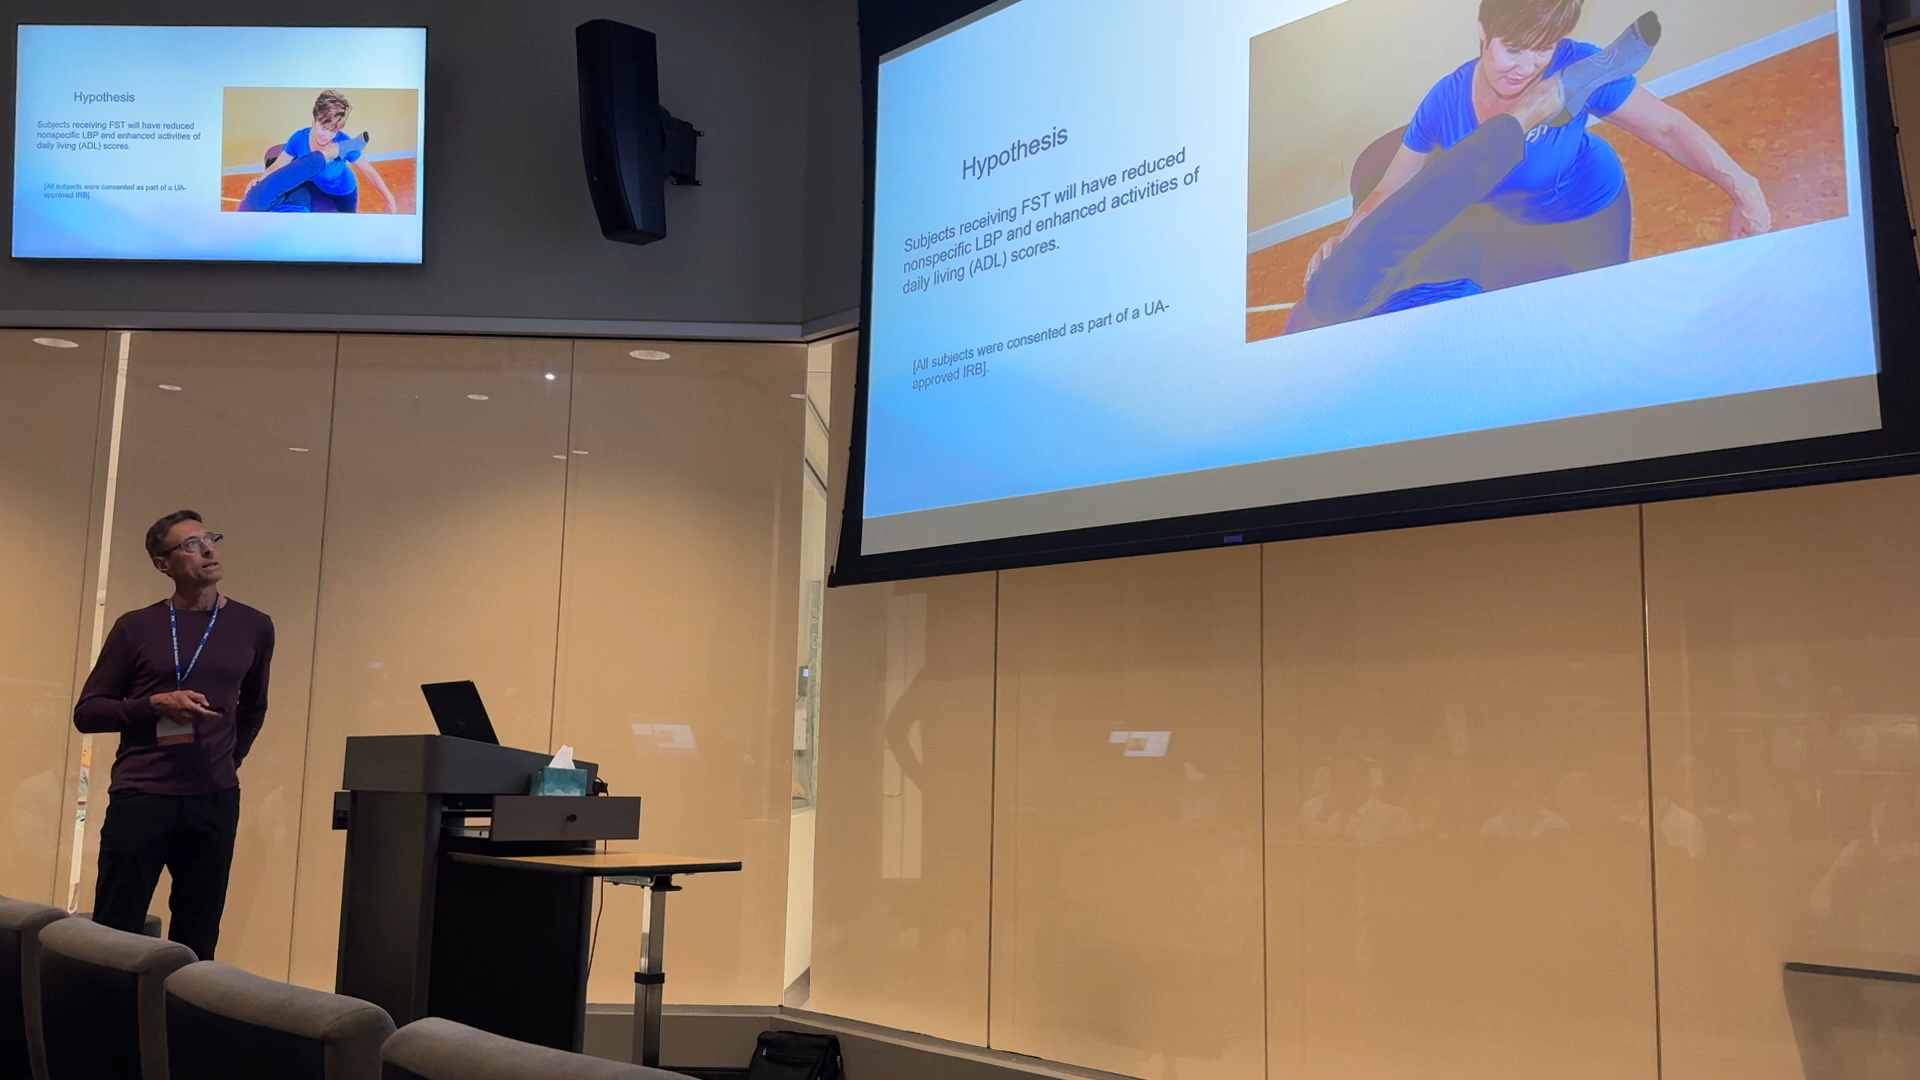 Hypothesis
Subjects receiving FST will have reduced
nonspecific LBP and enhanced activities of
daily living (ADL) scores.
[All subjects were consented as part of a UA-
approved IRB].
Hypothesis
Subjects receiving FST will have reduced
nonspecific LBP and enhanced activities of
daily living (ADL) scores.
[All subjects were consented as part of a UA-
approved IRB].